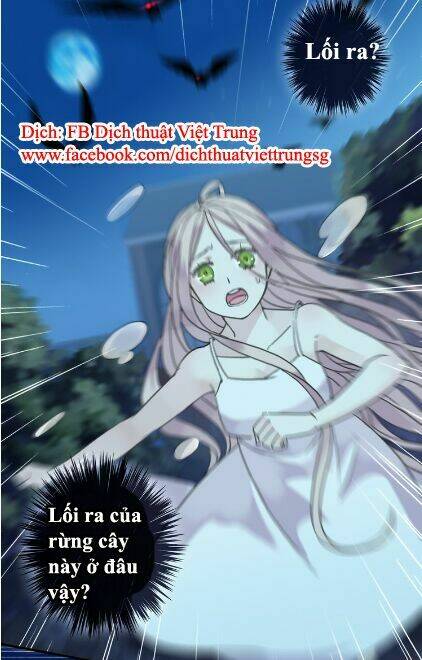 Lối ra?
Dịch: FB Dịch thuật Việt Trung
www.facebook.com/dichthuatviettrungsg
Lối ra của
rừng cây
này ở đâu
vậy?